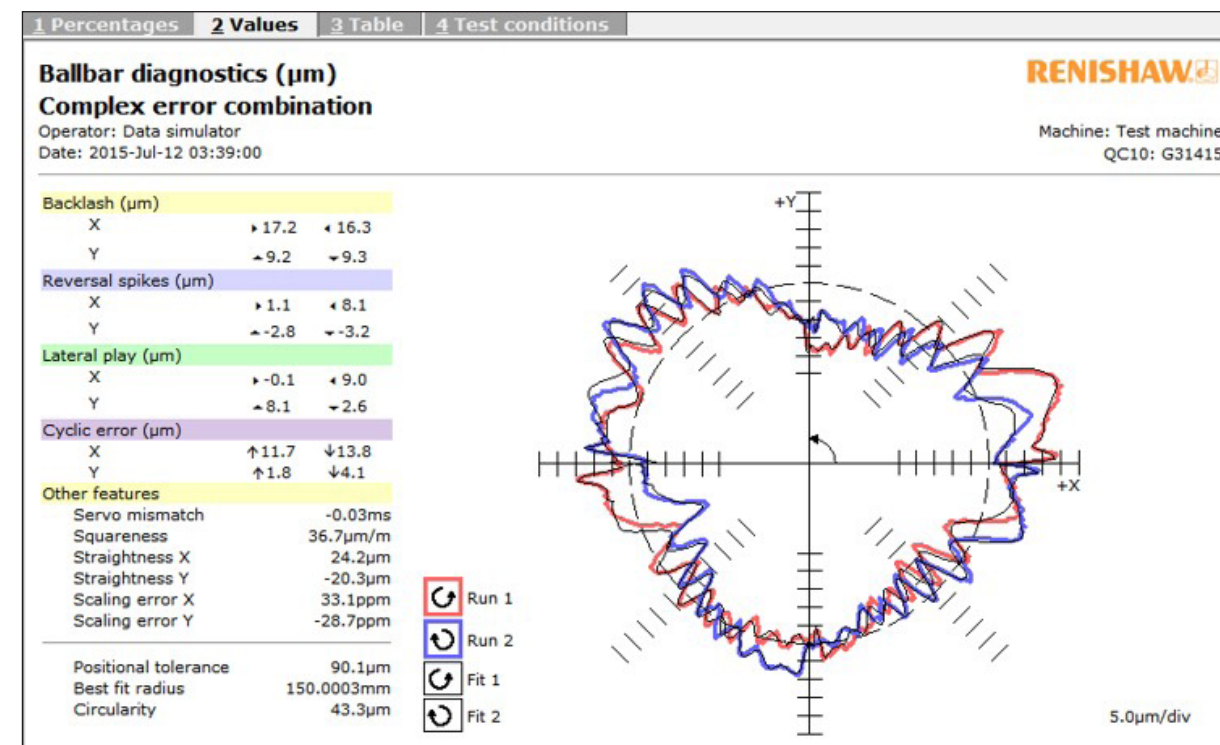 1 Percentages 2 Values 3 Table 4 Test conditions
Ballbar diagnostics (µm)
Complex error combination
RENISHAW
Operator: Data simulator
Machine: Test machine
Date: 2015-Jul-12 03:39:00
QC10: G31415
Backlash (µm)
X ▸17.2 ◂16.3
Y ▴9.2 ▾9.3
Reversal spikes (µm)
X ▸1.1 ◂8.1
Y ▴-2.8 ▾-3.2
Lateral play (µm)
X ▸-0.1 ◂9.0
Y ▴8.1 ▾2.6
Cyclic error (µm)
X ↑11.7 ↓13.8
Y ↑1.8 ↓4.1
Other features
Servo mismatch -0.03ms
Squareness 36.7µm/m
Straightness X 24.2µm
Straightness Y -20.3µm
Scaling error X 33.1ppm
Scaling error Y -28.7ppm
Positional tolerance 90.1µm
Best fit radius 150.0003mm
Circularity 43.3µm
+Y
+X
Run 1
Run 2
Fit 1
Fit 2
5.0µm/div